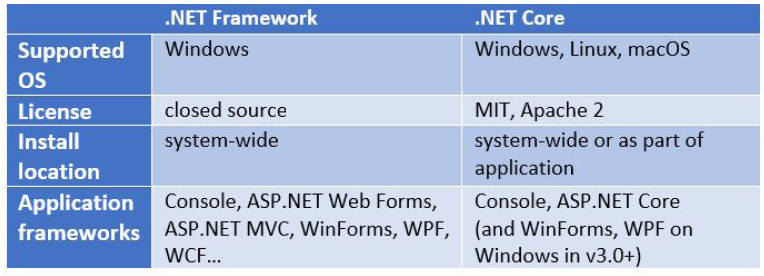 .NET Framework .NET Core
Supported OS Windows Windows, Linux, macOS
License closed source MIT, Apache 2
Install location system-wide system-wide or as part of application
Application frameworks Console, ASP.NET Web Forms, ASP.NET MVC, WinForms, WPF, WCF… Console, ASP.NET Core (and WinForms, WPF on Windows in v3.0+)